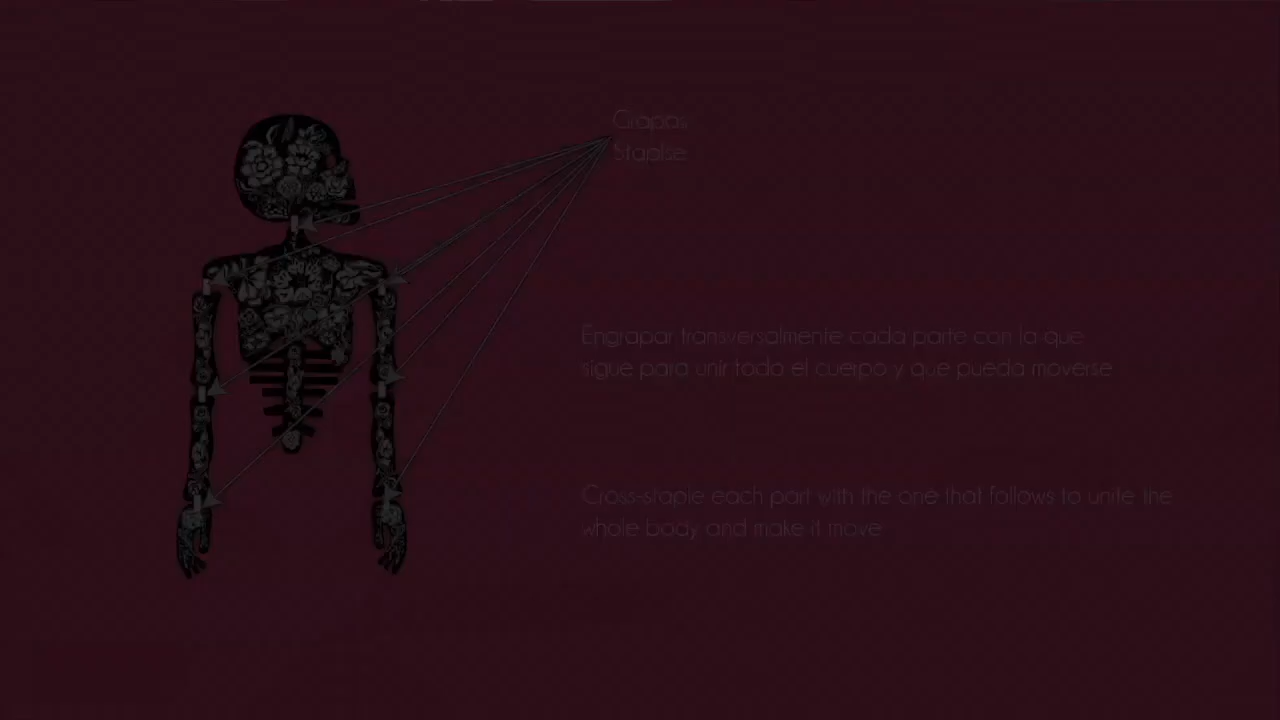 Grapas
Staplse
Engrapar transversalmente cada parte con la que
sigue para unir todo el cuerpo y que pueda moverse
Cross-staple each part with the one that follows to unite the
whole body and make it move